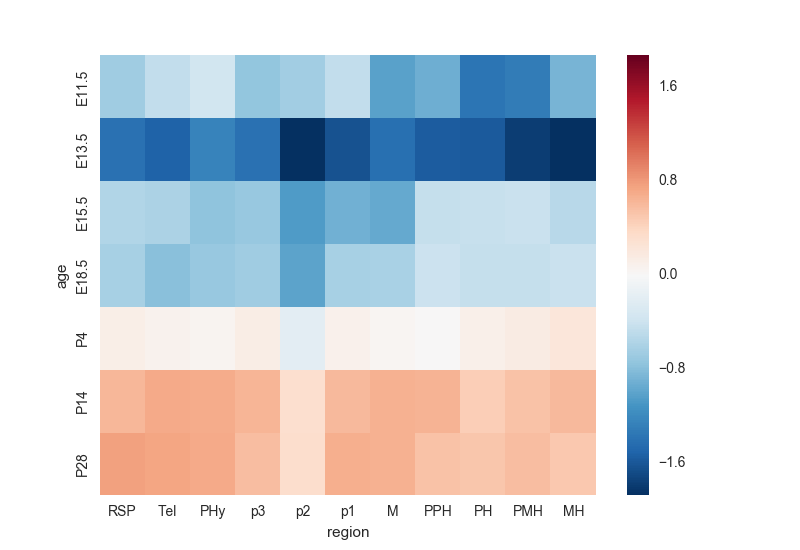 E11.5
E13.5
E15.5
E18.5
P4
P14
P28
age
RSP Tel PHy p3 p2 p1 M PPH PH PMH MH
region
1.6
0.8
0.0
−0.8
−1.6